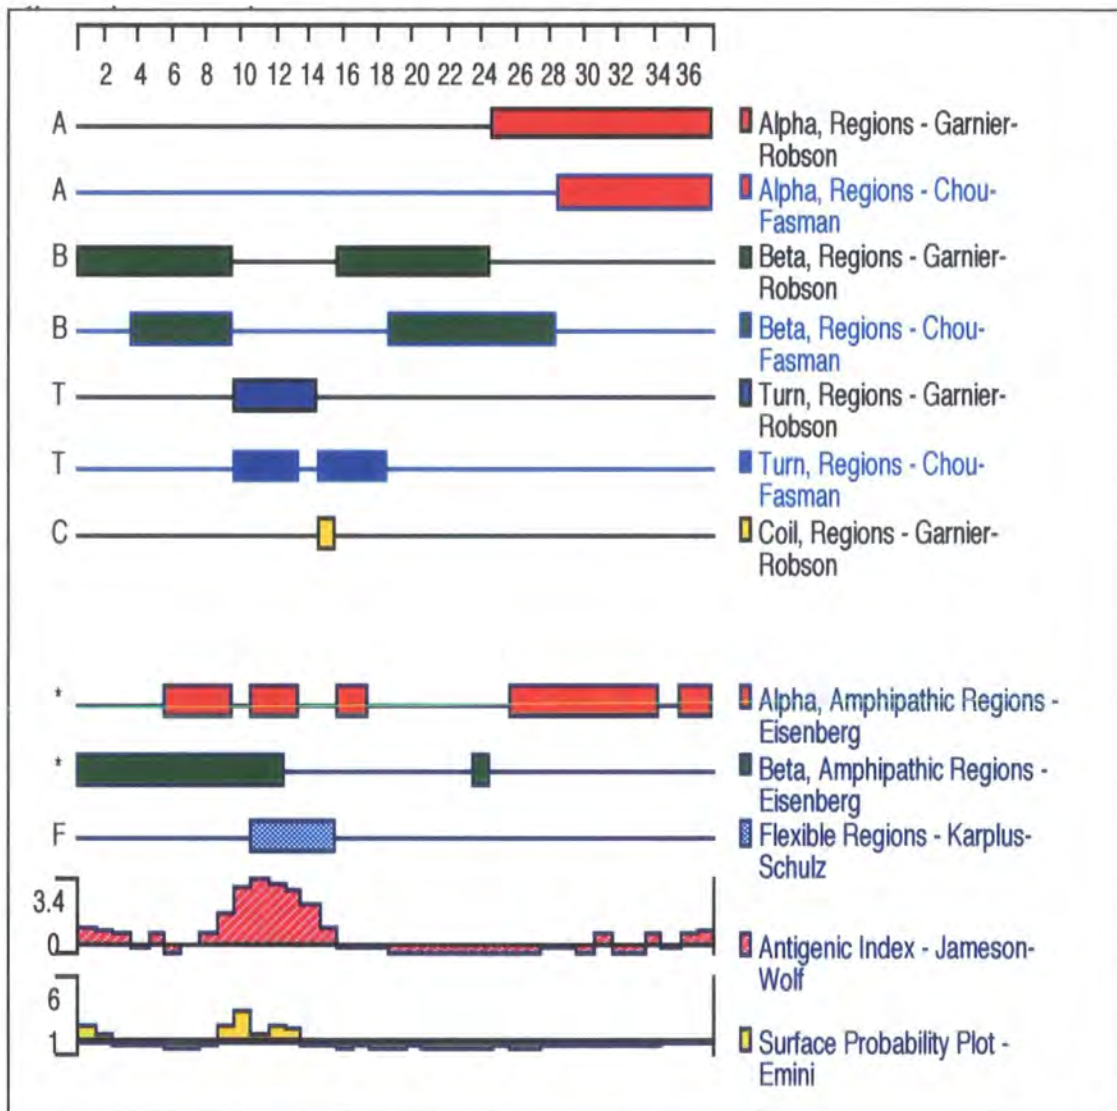 2 4 6 8 10 12 14 16 18 20 22 24 26 28 30 32 34 36
A
Alpha, Regions - Garnier-
Robson
A
Alpha, Regions - Chou-
Fasman
B
Beta, Regions - Garnier-
Robson
B
Beta, Regions - Chou-
Fasman
T
Turn, Regions - Garnier-
Robson
T
Turn, Regions - Chou-
Fasman
C
Coil, Regions - Garnier-
Robson
*
Alpha, Amphipathic Regions -
Eisenberg
*
Beta, Amphipathic Regions -
Eisenberg
F
Flexible Regions - Karplus-
Schulz
3.4
0
Antigenic Index - Jameson-
Wolf
6
1
Surface Probability Plot -
Emini